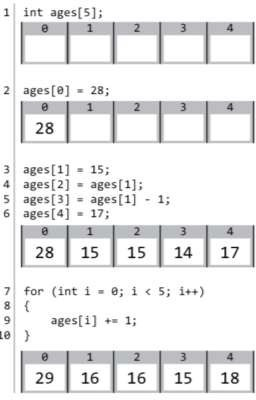 1 int ages[5];
0 1 2 3 4
2 ages[0] = 28;
0 1 2 3 4
28
3 ages[1] = 15;
4 ages[2] = ages[1];
5 ages[3] = ages[1] - 1;
6 ages[4] = 17;
0 1 2 3 4
28 15 15 14 17
7 for (int i = 0; i < 5; i++)
8 {
9 ages[i] += 1;
10 }
0 1 2 3 4
29 16 16 15 18